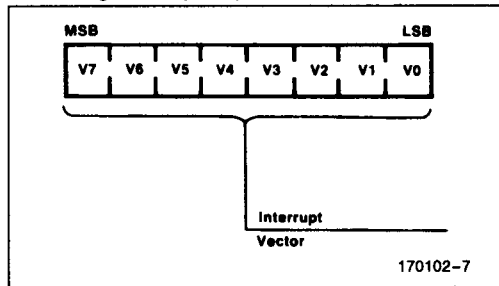 MSB LSB
V7 V6 V5 V4 V3 V2 V1 V0
Interrupt
Vector
170102-7